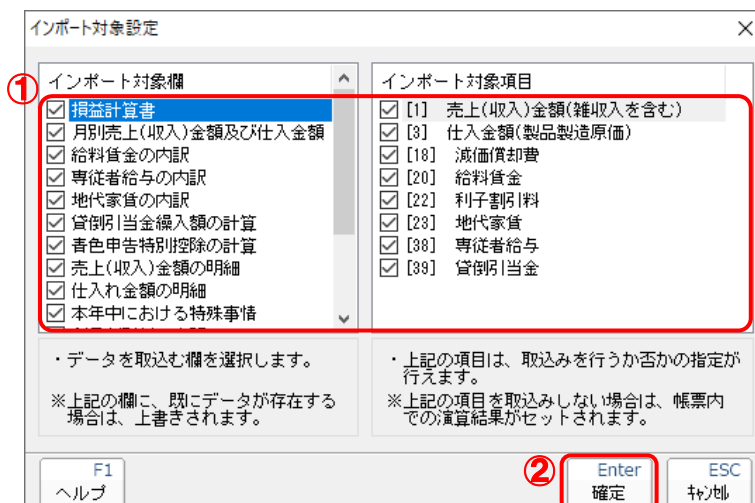 インポート対象設定
①
インポート対象欄
損益計算書
月別売上(収入)金額及び仕入金額
給料賃金の内訳
専従者給与の内訳
地代家賃の内訳
貸倒引当金繰入額の計算
青色申告特別控除の計算
売上(収入)金額の明細
仕入れ金額の明細
本年中における特殊事情
インポート対象項目
[1] 売上(収入)金額(雑収入を含む)
[3] 仕入金額(製品製造原価)
[18] 減価償却費
[20] 給料賃金
[22] 利子割引料
[23] 地代家賃
[38] 専従者給与
[39] 貸倒引当金
・データを取込む欄を選択します。
※上記の欄に、既にデータが存在する
場合は、上書きされます。
・上記の項目は、取込みを行うか否かの指定が
行えます。
※上記の項目を取込みしない場合は、帳票内
での演算結果がセットされます。
F1
ヘルプ
②
Enter
確定
ESC
キャンセル